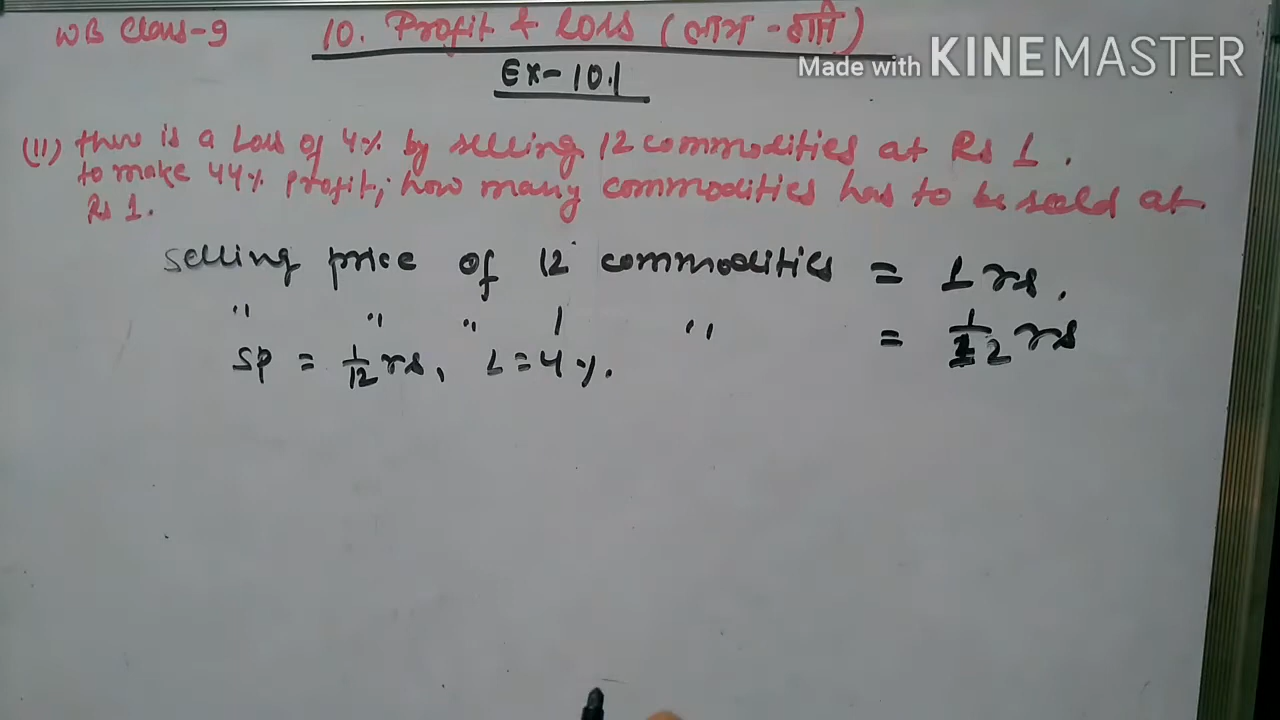 WB Class-9
10. Profit & Loss (लाभ-हानि)
Made with KINEMASTER
Ex-10.1
(11) there is a Loss of 4% by selling 12 commodities at Rs 1.
to make 44% profit; how many commodities has to be sold at
Rs 1.
selling price of 12 commodities = 1 rs.
" " " 1 " = 1/12 rs
SP = 1/12 rs, L = 4%.